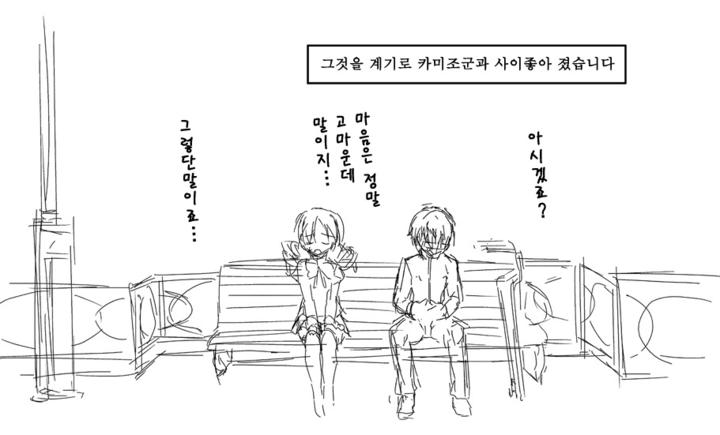 그것을 계기로 카미조군과 사이좋아 졌습니다
아시겠죠?
마음은 정말
고마운데
말이지...
그렇단말이죠...